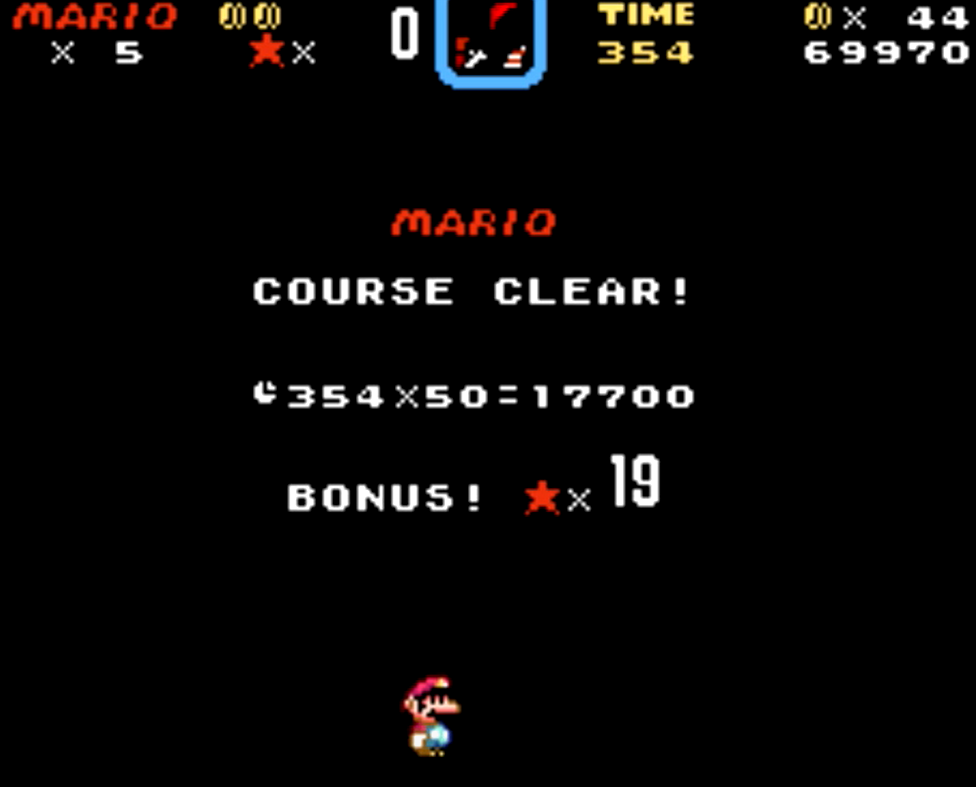 MARIO TIME × 44
× 5 ★× 0 354 69970
MARIO
COURSE CLEAR!
354×50=17700
BONUS! ★× 19